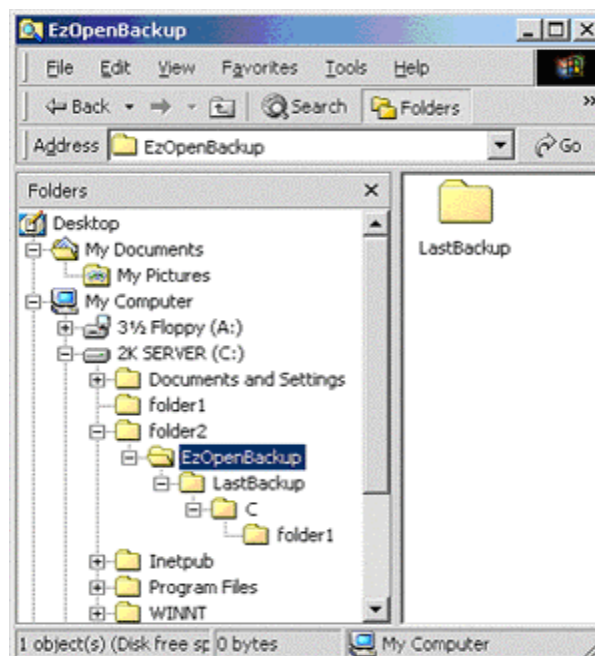 EzOpenBackup
File Edit View Favorites Tools Help
Back Search Folders »
Address EzOpenBackup Go
Folders
Desktop
My Documents
My Pictures
My Computer
3½ Floppy (A:)
2K SERVER (C:)
Documents and Settings
folder1
folder2
EzOpenBackup
LastBackup
C
folder1
Inetpub
Program Files
WINNT
LastBackup
1 object(s) (Disk free sp 0 bytes My Computer